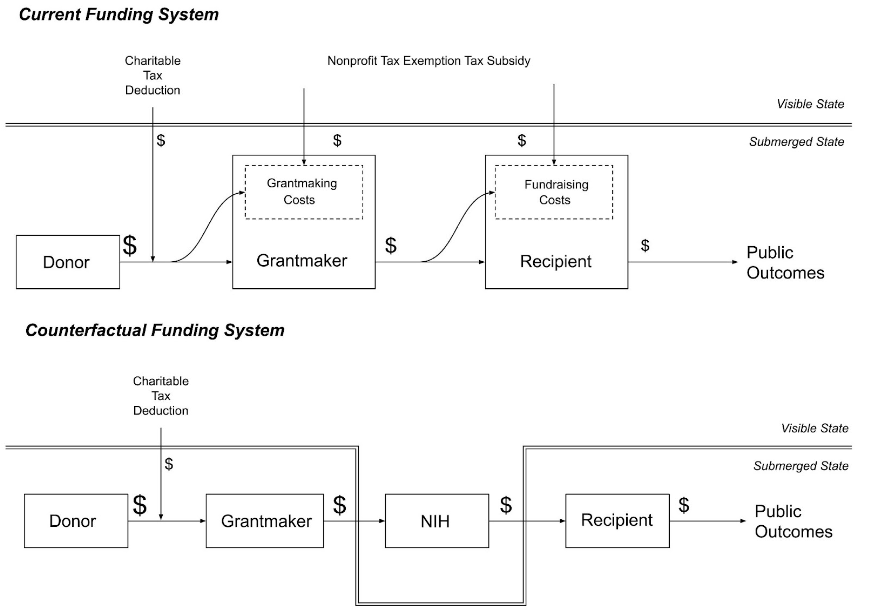 Current Funding System
Charitable
Tax
Deduction
Nonprofit Tax Exemption Tax Subsidy
Visible State
Submerged State
$
$
$
Grantmaking
Costs
Fundraising
Costs
Donor
$
Grantmaker
$
Recipient
$
Public
Outcomes
Counterfactual Funding System
Charitable
Tax
Deduction
Visible State
Submerged State
$
Donor
$
Grantmaker
$
NIH
$
Recipient
$
Public
Outcomes